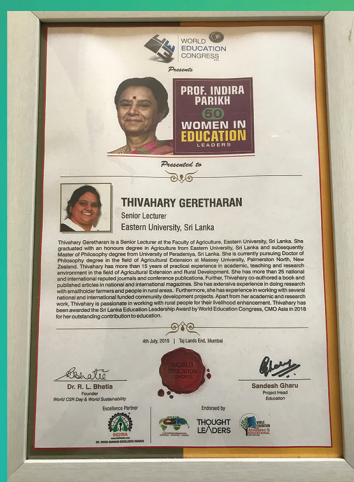 WORLD
EDUCATION
CONGRESS
Presents
PROF. INDIRA
PARIKH
50
WOMEN IN
EDUCATION
LEADERS
Presented to
THIVAHARY GERETHARAN
Senior Lecturer
Eastern University, Sri Lanka
Thivahary Geretharan is a Senior Lecturer at the Faculty of Agriculture, Eastern University, Sri Lanka. She
graduated with an honours degree in Agriculture from Eastern University, Sri Lanka and subsequently
Master of Philosophy degree from University of Peradeniya, Sri Lanka. She is currently pursuing Doctor of
Philosophy degree in the field of Agricultural Extension at Massey University, Palmerston North, New
Zealand. Thivahary has more than 15 years of practical experience in academic, teaching and research
environment in the field of Agricultural Extension and Rural Development. She has more than 25 national
and international reputed journals and conference publications. Further, Thivahary co-authored a book and
published articles in national and international magazines. She has extensive experience in doing research
with smallholder farmers and people in rural areas. Furthermore, she has experience in working with several
national and international funded community development projects. Apart from her academic and research
work, Thivahary is passionate in working with rural people for their livelihood enhancement. Thivahary has
been awarded the Sri Lanka Education Leadership Award by World Education Congress, CMO Asia in 2018
for her outstanding contribution to education.
4th July, 2019 | Taj Lands End, Mumbai
WORLD
EDUCATION
CONGRESS
Dr. R. L. Bhatia
Founder
World CSR Day & World Sustainability
Sandesh Gharu
Project Head
Education
Excellence Partner
Endorsed by
INDIRA
THOUGHT
LEADERS